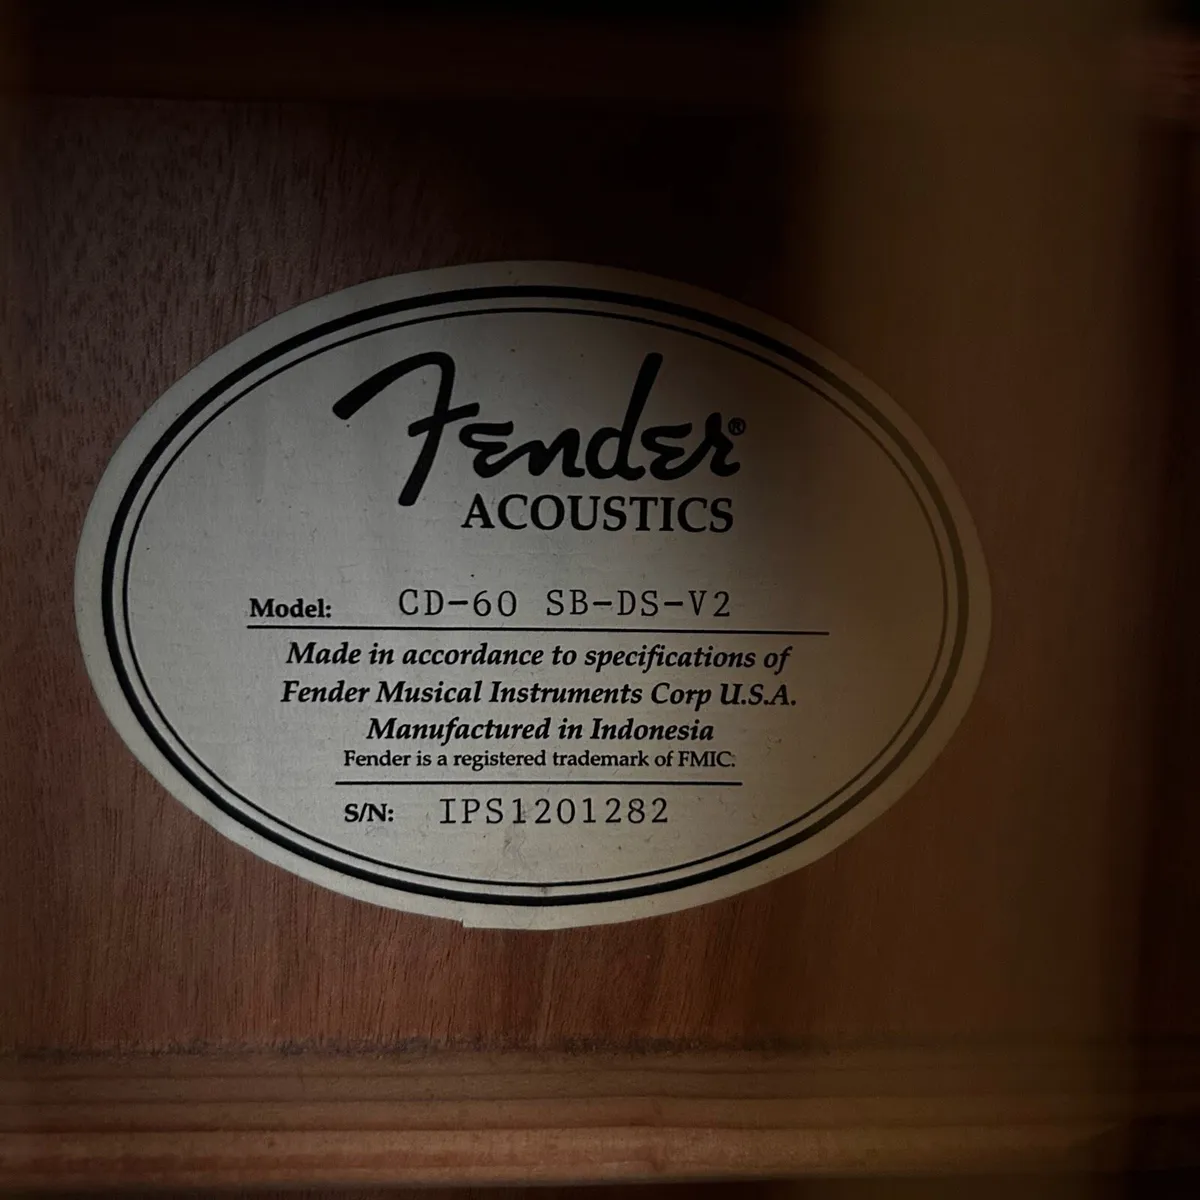 Fender®
ACOUSTICS
Model: CD-60 SB-DS-V2
Made in accordance to specifications of
Fender Musical Instruments Corp U.S.A.
Manufactured in Indonesia
Fender is a registered trademark of FMIC.
S/N: IPS1201282